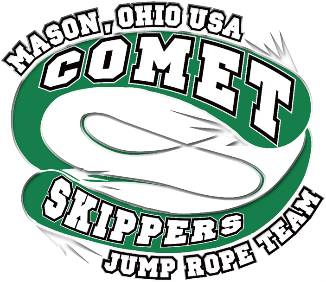 MASON, OHIO USA
COMET
SKIPPERS
JUMP ROPE TEAM